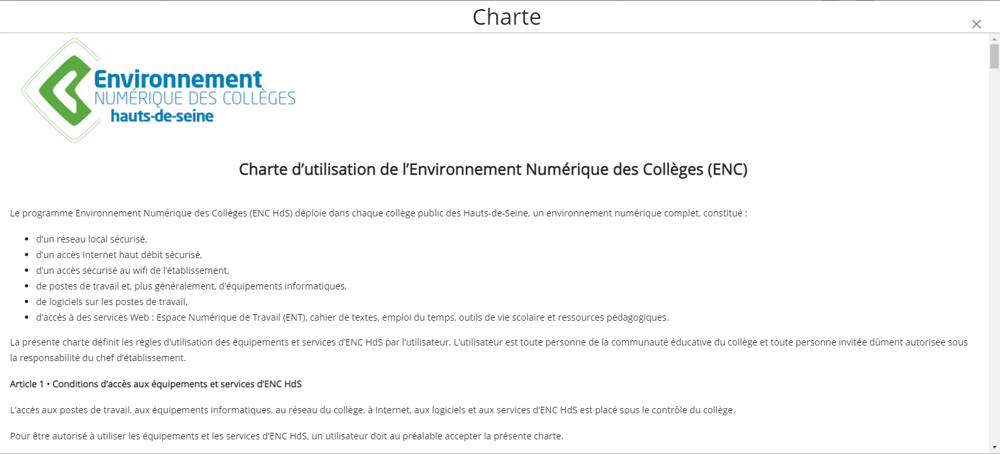 Charte
Environnement
NUMÉRIQUE DES COLLÈGES
hauts-de-seine
Charte d’utilisation de l’Environnement Numérique des Collèges (ENC)
Le programme Environnement Numérique des Collèges (ENC HdS) déploie dans chaque collège public des Hauts-de-Seine, un environnement numérique complet, constitué :
• d’un réseau local sécurisé,
• d’un accès Internet haut débit sécurisé,
• d’un accès sécurisé au wifi de l’établissement,
• de postes de travail et, plus généralement, d’équipements informatiques,
• de logiciels sur les postes de travail,
• d’accès à des services Web : Espace Numérique de Travail (ENT), cahier de textes, emploi du temps, outils de vie scolaire et ressources pédagogiques.
La présente charte définit les règles d’utilisation des équipements et services d’ENC HdS par l’utilisateur. L’utilisateur est toute personne de la communauté éducative du collège et toute personne invitée dûment autorisée sous
la responsabilité du chef d’établissement.
Article 1 • Conditions d’accès aux équipements et services d’ENC HdS
L’accès aux postes de travail, aux équipements informatiques, au réseau du collège, à Internet, aux logiciels et aux services d’ENC HdS est placé sous le contrôle du collège.
Pour être autorisé à utiliser les équipements et les services d’ENC HdS, un utilisateur doit au préalable accepter la présente charte.